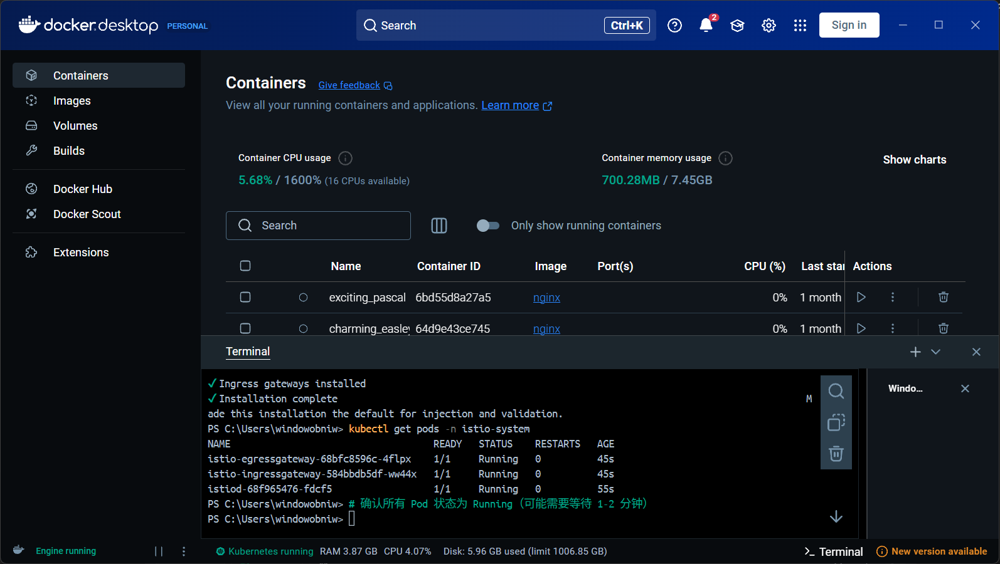 docker desktop PERSONAL
Search Ctrl+K
2
Sign in
Containers
Images
Volumes
Builds
Docker Hub
Docker Scout
Extensions
Containers Give feedback
View all your running containers and applications. Learn more
Container CPU usage
5.68% / 1600% (16 CPUs available)
Container memory usage
700.28MB / 7.45GB
Show charts
Search
Only show running containers
Name Container ID Image Port(s) CPU (%) Last star Actions
exciting_pascal 6bd55d8a27a5 nginx 0% 1 month
charming_easley 64d9e43ce745 nginx 0% 1 month
Terminal
✓ Ingress gateways installed
✓ Installation complete M
ade this installation the default for injection and validation.
PS C:\Users\windowobniw> kubectl get pods -n istio-system
NAME READY STATUS RESTARTS AGE
istio-egressgateway-68bfc8596c-4flpx 1/1 Running 0 45s
istio-ingressgateway-584bbdb5df-ww44x 1/1 Running 0 45s
istiod-68f965476-fdcf5 1/1 Running 0 55s
PS C:\Users\windowobniw> # 确认所有 Pod 状态为 Running（可能需要等待 1-2 分钟）
PS C:\Users\windowobniw>
Windo...
Engine running
Kubernetes running RAM 3.87 GB CPU 4.07% Disk: 5.96 GB used (limit 1006.85 GB)
>_ Terminal
New version available